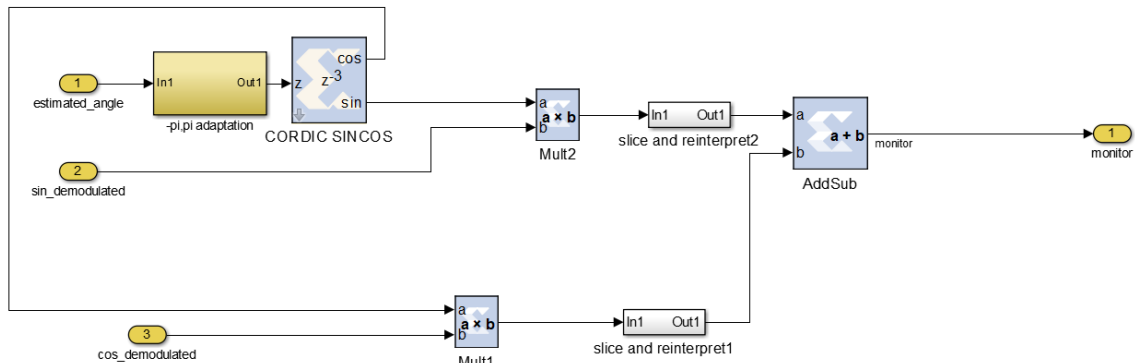 1
estimated_angle
In1
Out1
-pi,pi adaptation
z
z-3
cos
sin
CORDIC SINCOS
2
sin_demodulated
a
b
a × b
Mult2
In1
Out1
slice and reinterpret2
a
b
a + b
AddSub
monitor
1
monitor
3
cos_demodulated
a
b
a × b
Mult1
In1
Out1
slice and reinterpret1